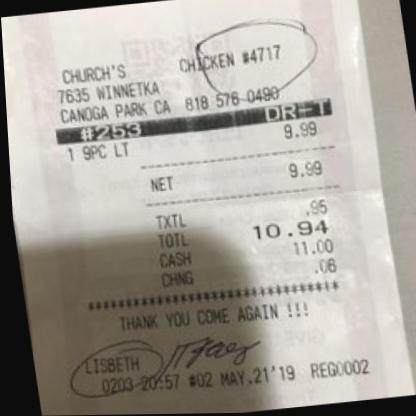 CHURCH'S CHICKEN #4717
7635 WINNETKA
CANOGA PARK CA 818 576 0490
#253 DR-T
1 9PC LT 9.99
NET 9.99
TXTL .95
TOTL 10.94
CASH 11.00
CHNG .06
*********************************
THANK YOU COME AGAIN !!!
LISBETH
0203 20:57 #02 MAY.21'19 REG0002